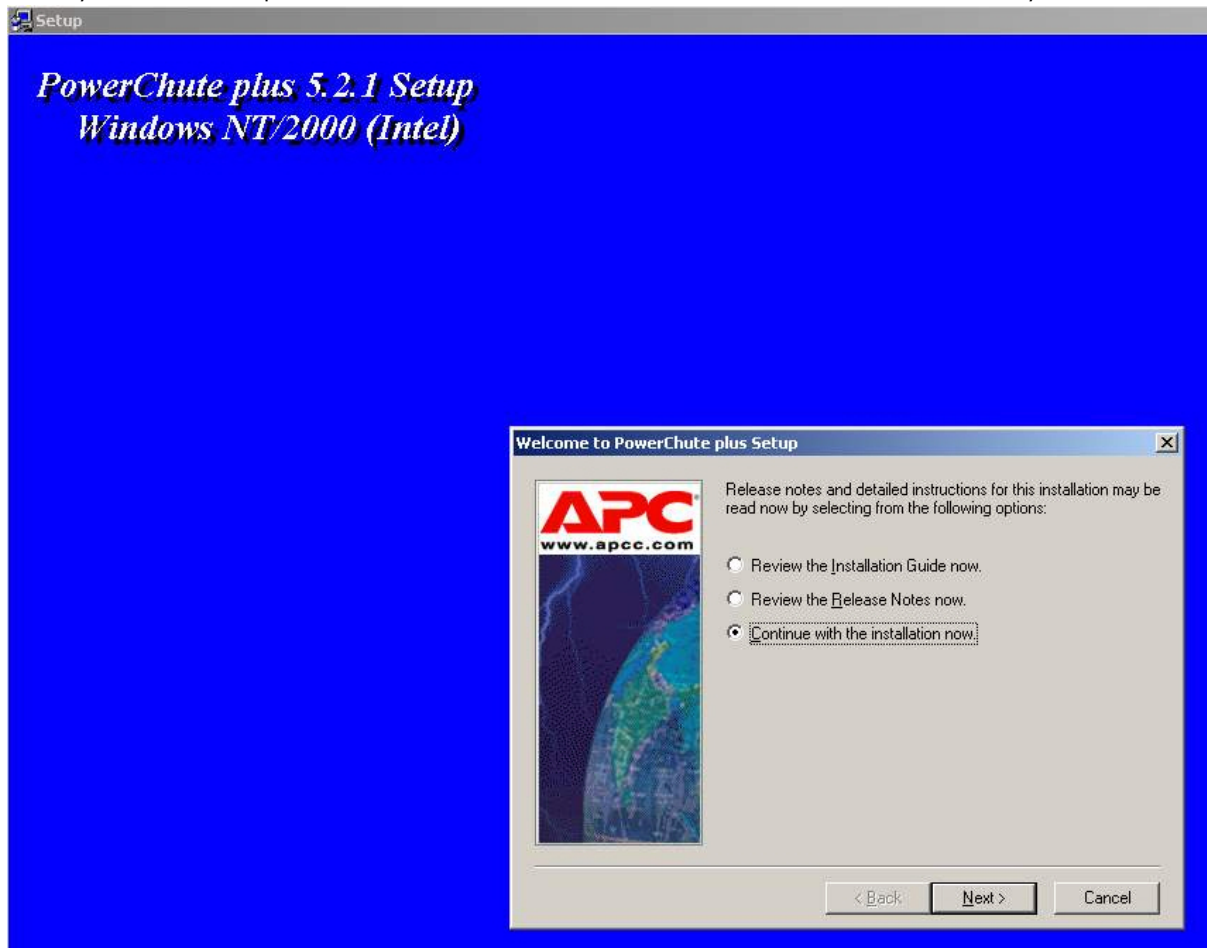 Setup
PowerChute plus 5.2.1 Setup
Windows NT/2000 (Intel)
Welcome to PowerChute plus Setup
APC
www.apcc.com
Release notes and detailed instructions for this installation may be
read now by selecting from the following options:
Review the Installation Guide now.
Review the Release Notes now.
Continue with the installation now.
< Back
Next >
Cancel